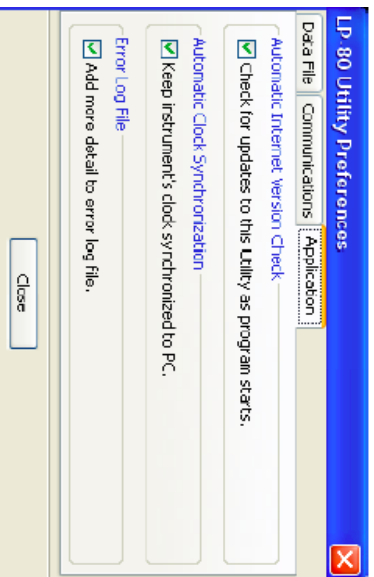 LP-80 Utility Preferences
Data File Communications Application
Automatic Internet Version Check
Check for updates to this Utility as program starts.
Automatic Clock Synchronization
Keep instrument's clock synchronized to PC.
Error Log File
Add more detail to error log file.
Close